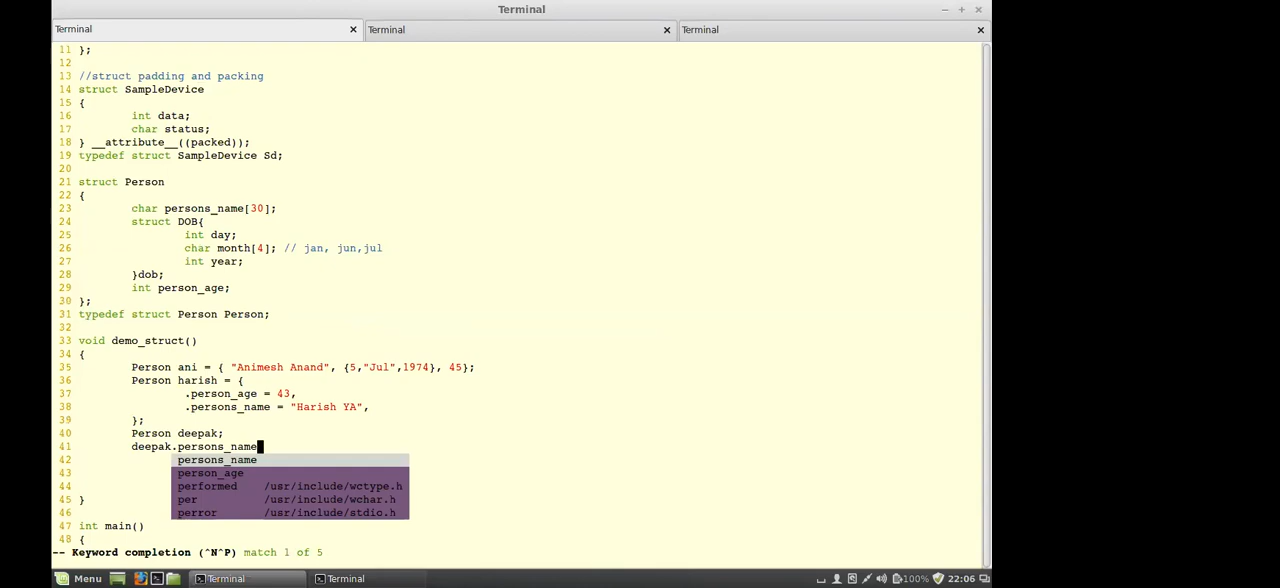 Terminal
Terminal
Terminal
Terminal
11 };
12
13 //struct padding and packing
14 struct SampleDevice
15 {
16 int data;
17 char status;
18 } __attribute__((packed));
19 typedef struct SampleDevice Sd;
20
21 struct Person
22 {
23 char persons_name[30];
24 struct DOB{
25 int day;
26 char month[4]; // jan, jun,jul
27 int year;
28 }dob;
29 int person_age;
30 };
31 typedef struct Person Person;
32
33 void demo_struct()
34 {
35 Person ani = { "Animesh Anand", {5,"Jul",1974}, 45};
36 Person harish = {
37 .person_age = 43,
38 .persons_name = "Harish YA",
39 };
40 Person deepak;
41 deepak.persons_name
42 persons_name
43 person_age
44 performed /usr/include/wctype.h
45 } per /usr/include/wchar.h
46 perror /usr/include/stdio.h
47 int main()
48 {
-- Keyword completion (^N^P) match 1 of 5
Menu Terminal Terminal 100% 22:06